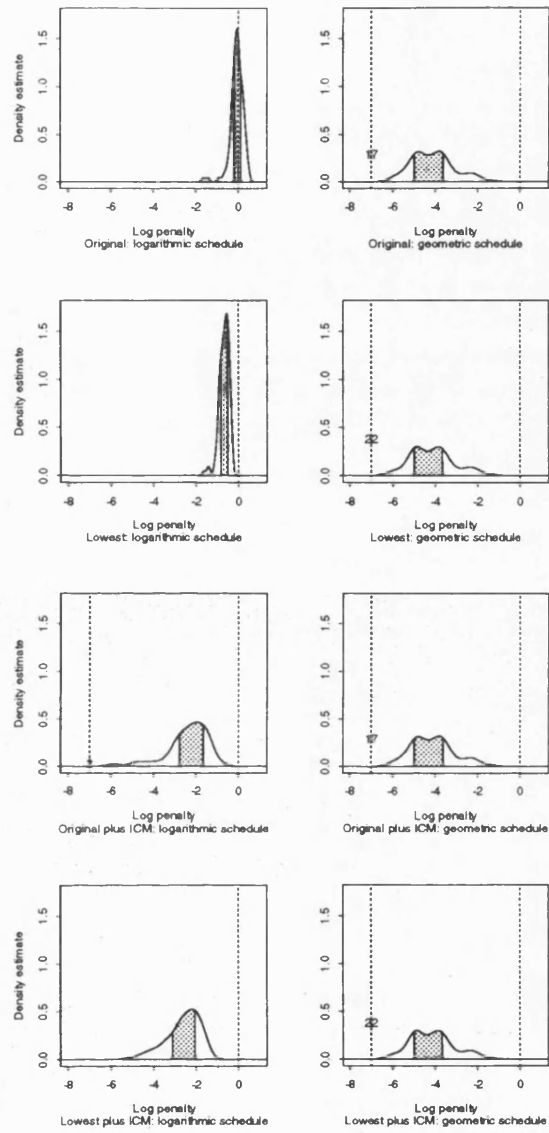 Density estimate
0.0 0.5 1.0 1.5
-8 -6 -4 -2 0
Log penalty
Original: logarithmic schedule
0.0 0.5 1.0 1.5
-8 -6 -4 -2 0
Log penalty
Original: geometric schedule
Density estimate
0.0 0.5 1.0 1.5
-8 -6 -4 -2 0
Log penalty
Lowest: logarithmic schedule
0.0 0.5 1.0 1.5
22
-8 -6 -4 -2 0
Log penalty
Lowest: geometric schedule
Density estimate
0.0 0.5 1.0 1.5
-8 -6 -4 -2 0
Log penalty
Original plus ICM: logarithmic schedule
0.0 0.5 1.0 1.5
-8 -6 -4 -2 0
Log penalty
Original plus ICM: geometric schedule
Density estimate
0.0 0.5 1.0 1.5
-8 -6 -4 -2 0
Log penalty
Lowest plus ICM: logarithmic schedule
0.0 0.5 1.0 1.5
22
-8 -6 -4 -2 0
Log penalty
Lowest plus ICM: geometric schedule